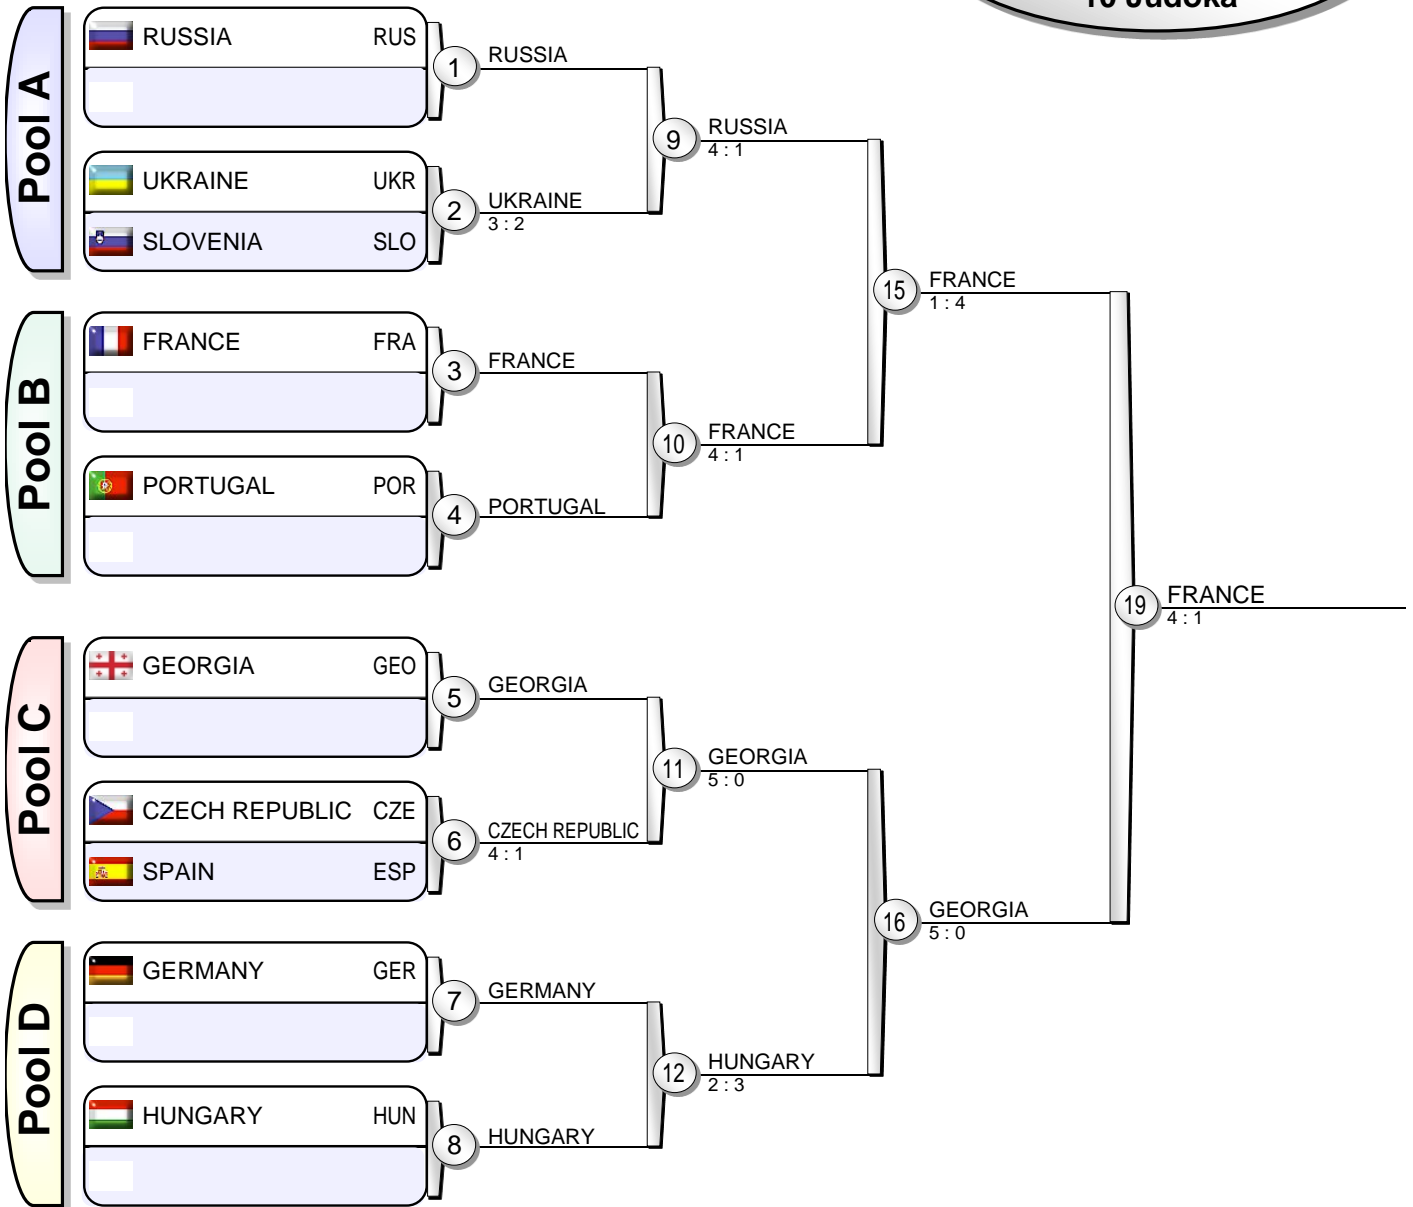 10 Judoka
Pool A
RUSSIA RUS
UKRAINE UKR
SLOVENIA SLO
1 RUSSIA
2 UKRAINE
3 : 2
9 RUSSIA
4 : 1
Pool B
FRANCE FRA
PORTUGAL POR
3 FRANCE
4 PORTUGAL
10 FRANCE
4 : 1
15 FRANCE
1 : 4
Pool C
GEORGIA GEO
CZECH REPUBLIC CZE
SPAIN ESP
5 GEORGIA
6 CZECH REPUBLIC
4 : 1
11 GEORGIA
5 : 0
Pool D
GERMANY GER
HUNGARY HUN
7 GERMANY
8 HUNGARY
12 HUNGARY
2 : 3
16 GEORGIA
5 : 0
19 FRANCE
4 : 1